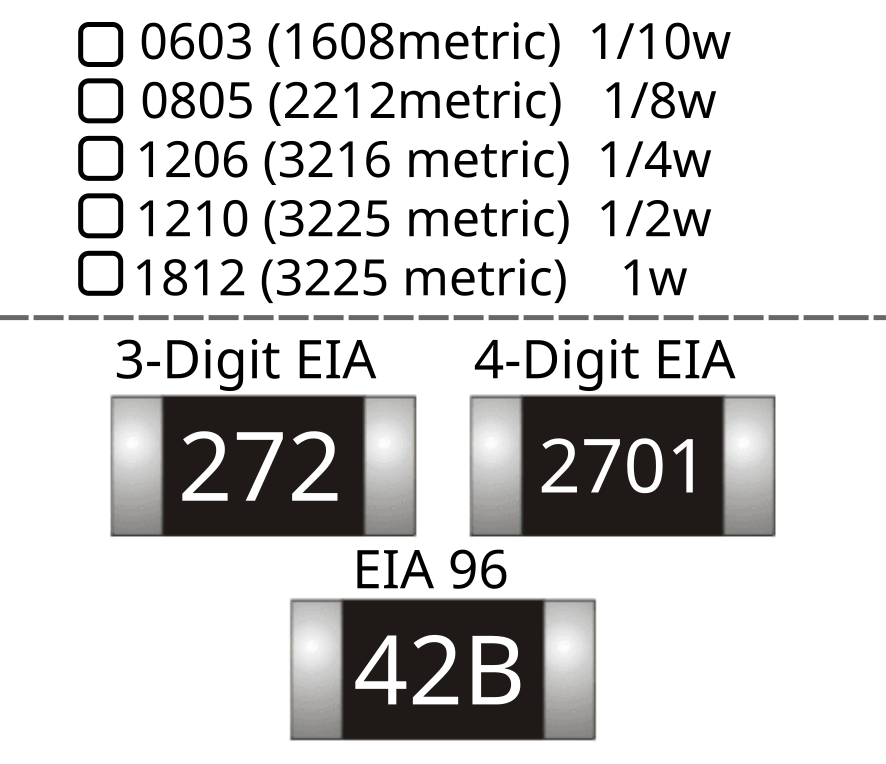 0603 (1608metric) 1/10w
0805 (2212metric) 1/8w
1206 (3216 metric) 1/4w
1210 (3225 metric) 1/2w
1812 (3225 metric) 1w
3-Digit EIA 4-Digit EIA
272 2701
EIA 96
42B